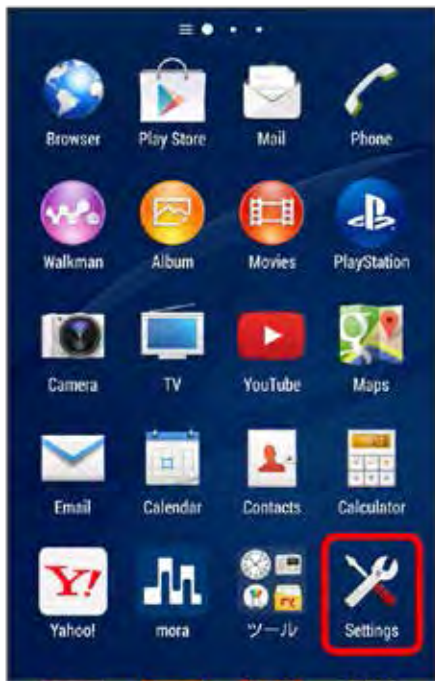 Browser Play Store Mail Phone
Walkman Album Movies PlayStation
Camera TV YouTube Maps
Email Calendar Contacts Calculator
Y!
Yahoo! mora ツール Settings